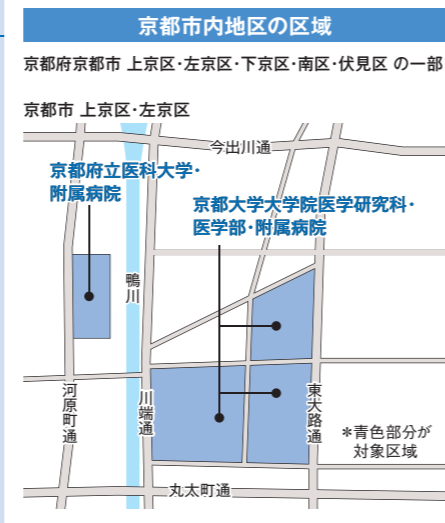 京都市内地区の区域
京都府京都市 上京区・左京区・下京区・南区・伏見区 の一部
京都市 上京区・左京区
今出川通
京都府立医科大学・
附属病院
京都大学大学院医学研究科・
医学部・附属病院
鴨川
河原町通
川端通
東大路通
＊青色部分が
対象区域
丸太町通